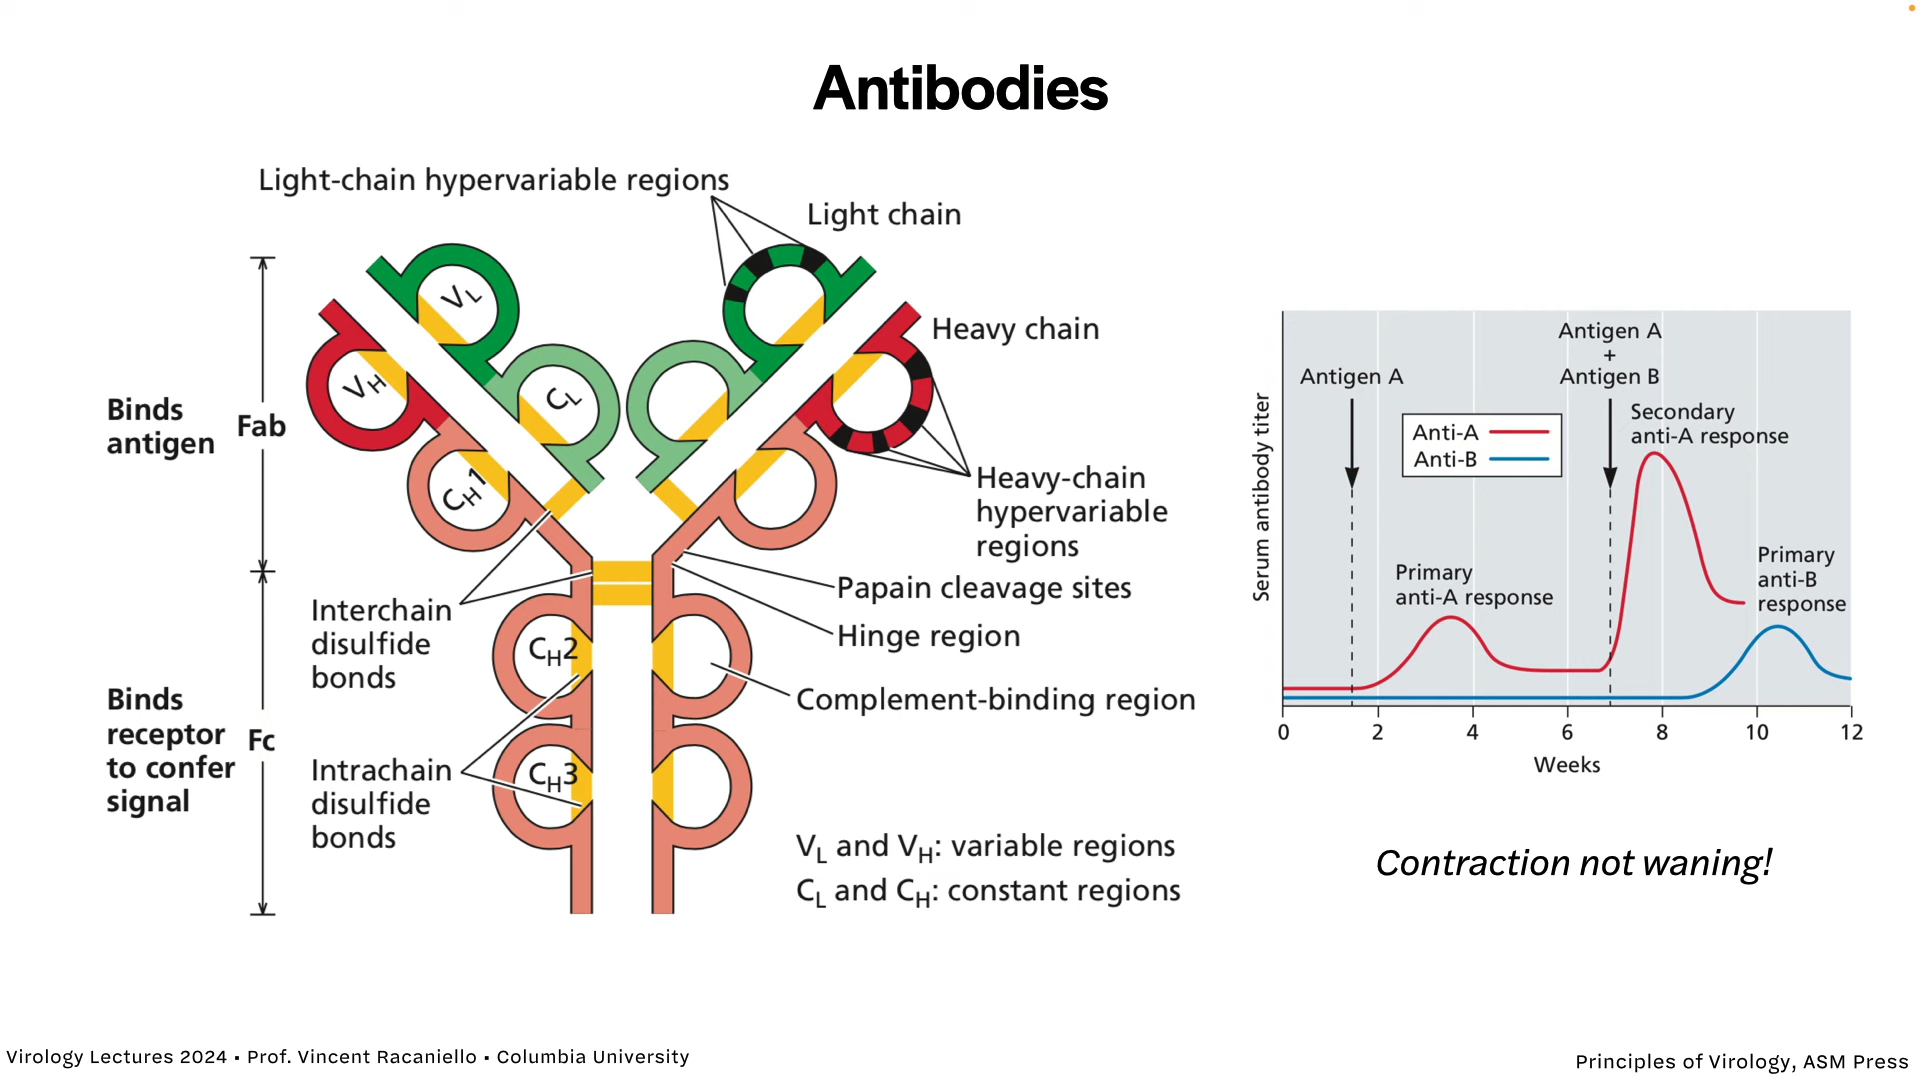 Antibodies
Light-chain hypervariable regions
Light chain
Heavy chain
VL
VH
CL
CH1
Binds
antigen
Fab
Heavy-chain
hypervariable
regions
Papain cleavage sites
Hinge region
Interchain
disulfide
bonds
CH2
Complement-binding region
Binds
receptor
to confer
signal
Fc
Intrachain
disulfide
bonds
CH3
VL and VH: variable regions
CL and CH: constant regions
Antigen A
Antigen A
+
Antigen B
Anti-A
Anti-B
Secondary
anti-A response
Primary
anti-A response
Primary
anti-B
response
Serum antibody titer
0 2 4 6 8 10 12
Weeks
Contraction not waning!
Virology Lectures 2024 • Prof. Vincent Racaniello • Columbia University
Principles of Virology, ASM Press